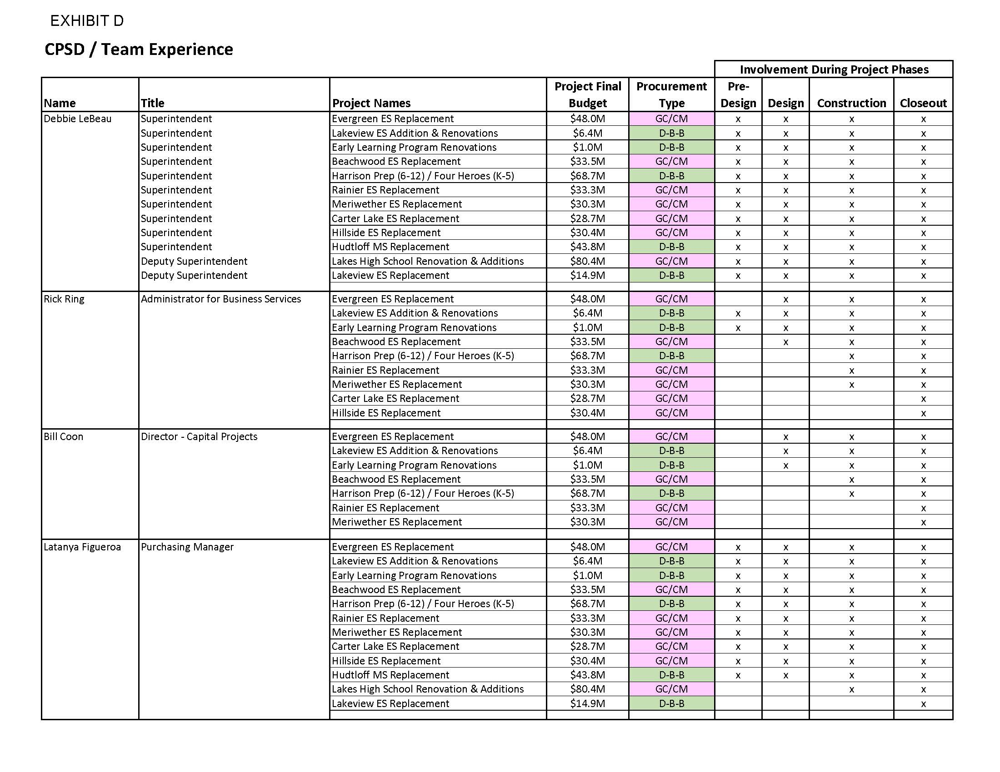 EXHIBIT D
CPSD / Team Experience
Involvement During Project Phases
Name Title Project Names Project Final Budget Procurement Type Pre-Design Design Construction Closeout
Debbie LeBeau Superintendent Evergreen ES Replacement $48.0M GC/CM x x x x
Superintendent Lakeview ES Addition & Renovations $6.4M D-B-B x x x x
Superintendent Early Learning Program Renovations $1.0M D-B-B x x x x
Superintendent Beachwood ES Replacement $33.5M GC/CM x x x x
Superintendent Harrison Prep (6-12) / Four Heroes (K-5) $68.7M D-B-B x x x x
Superintendent Rainier ES Replacement $33.3M GC/CM x x x x
Superintendent Meriwether ES Replacement $30.3M GC/CM x x x x
Superintendent Carter Lake ES Replacement $28.7M GC/CM x x x x
Superintendent Hillside ES Replacement $30.4M GC/CM x x x x
Superintendent Hudtloff MS Replacement $43.8M D-B-B x x x x
Deputy Superintendent Lakes High School Renovation & Additions $80.4M GC/CM x x x x
Deputy Superintendent Lakeview ES Replacement $14.9M D-B-B x x x x
Rick Ring Administrator for Business Services Evergreen ES Replacement $48.0M GC/CM x x x
Lakeview ES Addition & Renovations $6.4M D-B-B x x x x
Early Learning Program Renovations $1.0M D-B-B x x x x
Beachwood ES Replacement $33.5M GC/CM x x x
Harrison Prep (6-12) / Four Heroes (K-5) $68.7M D-B-B x x
Rainier ES Replacement $33.3M GC/CM x x
Meriwether ES Replacement $30.3M GC/CM x x
Carter Lake ES Replacement $28.7M GC/CM x
Hillside ES Replacement $30.4M GC/CM x
Bill Coon Director - Capital Projects Evergreen ES Replacement $48.0M GC/CM x x x
Lakeview ES Addition & Renovations $6.4M D-B-B x x x
Early Learning Program Renovations $1.0M D-B-B x x x
Beachwood ES Replacement $33.5M GC/CM x x
Harrison Prep (6-12) / Four Heroes (K-5) $68.7M D-B-B x x
Rainier ES Replacement $33.3M GC/CM x
Meriwether ES Replacement $30.3M GC/CM x
Latanya Figueroa Purchasing Manager Evergreen ES Replacement $48.0M GC/CM x x x x
Lakeview ES Addition & Renovations $6.4M D-B-B x x x x
Early Learning Program Renovations $1.0M D-B-B x x x x
Beachwood ES Replacement $33.5M GC/CM x x x x
Harrison Prep (6-12) / Four Heroes (K-5) $68.7M D-B-B x x x x
Rainier ES Replacement $33.3M GC/CM x x x x
Meriwether ES Replacement $30.3M GC/CM x x x x
Carter Lake ES Replacement $28.7M GC/CM x x x x
Hillside ES Replacement $30.4M GC/CM x x x x
Hudtloff MS Replacement $43.8M D-B-B x x x x
Lakes High School Renovation & Additions $80.4M GC/CM x x
Lakeview ES Replacement $14.9M D-B-B x